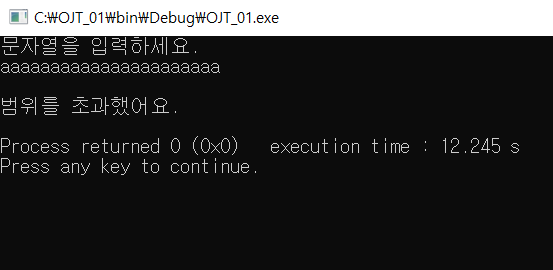 C:₩OJT_01₩bin₩Debug₩OJT_01.exe
문자열을 입력하세요.
aaaaaaaaaaaaaaaaaaaaaa
범위를 초과했어요.
Process returned 0 (0x0)   execution time : 12.245 s
Press any key to continue.